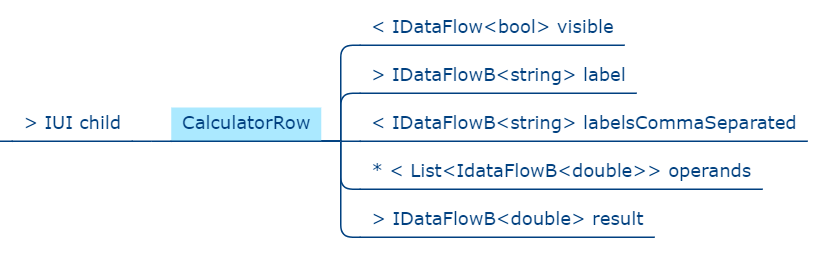 < IDataFlow<bool> visible
> IDataFlowB<string> label
> IUI child
CalculatorRow
< IDataFlowB<string> labelsCommaSeparated
* < List<IdataFlowB<double>> operands
> IDataFlowB<double> result